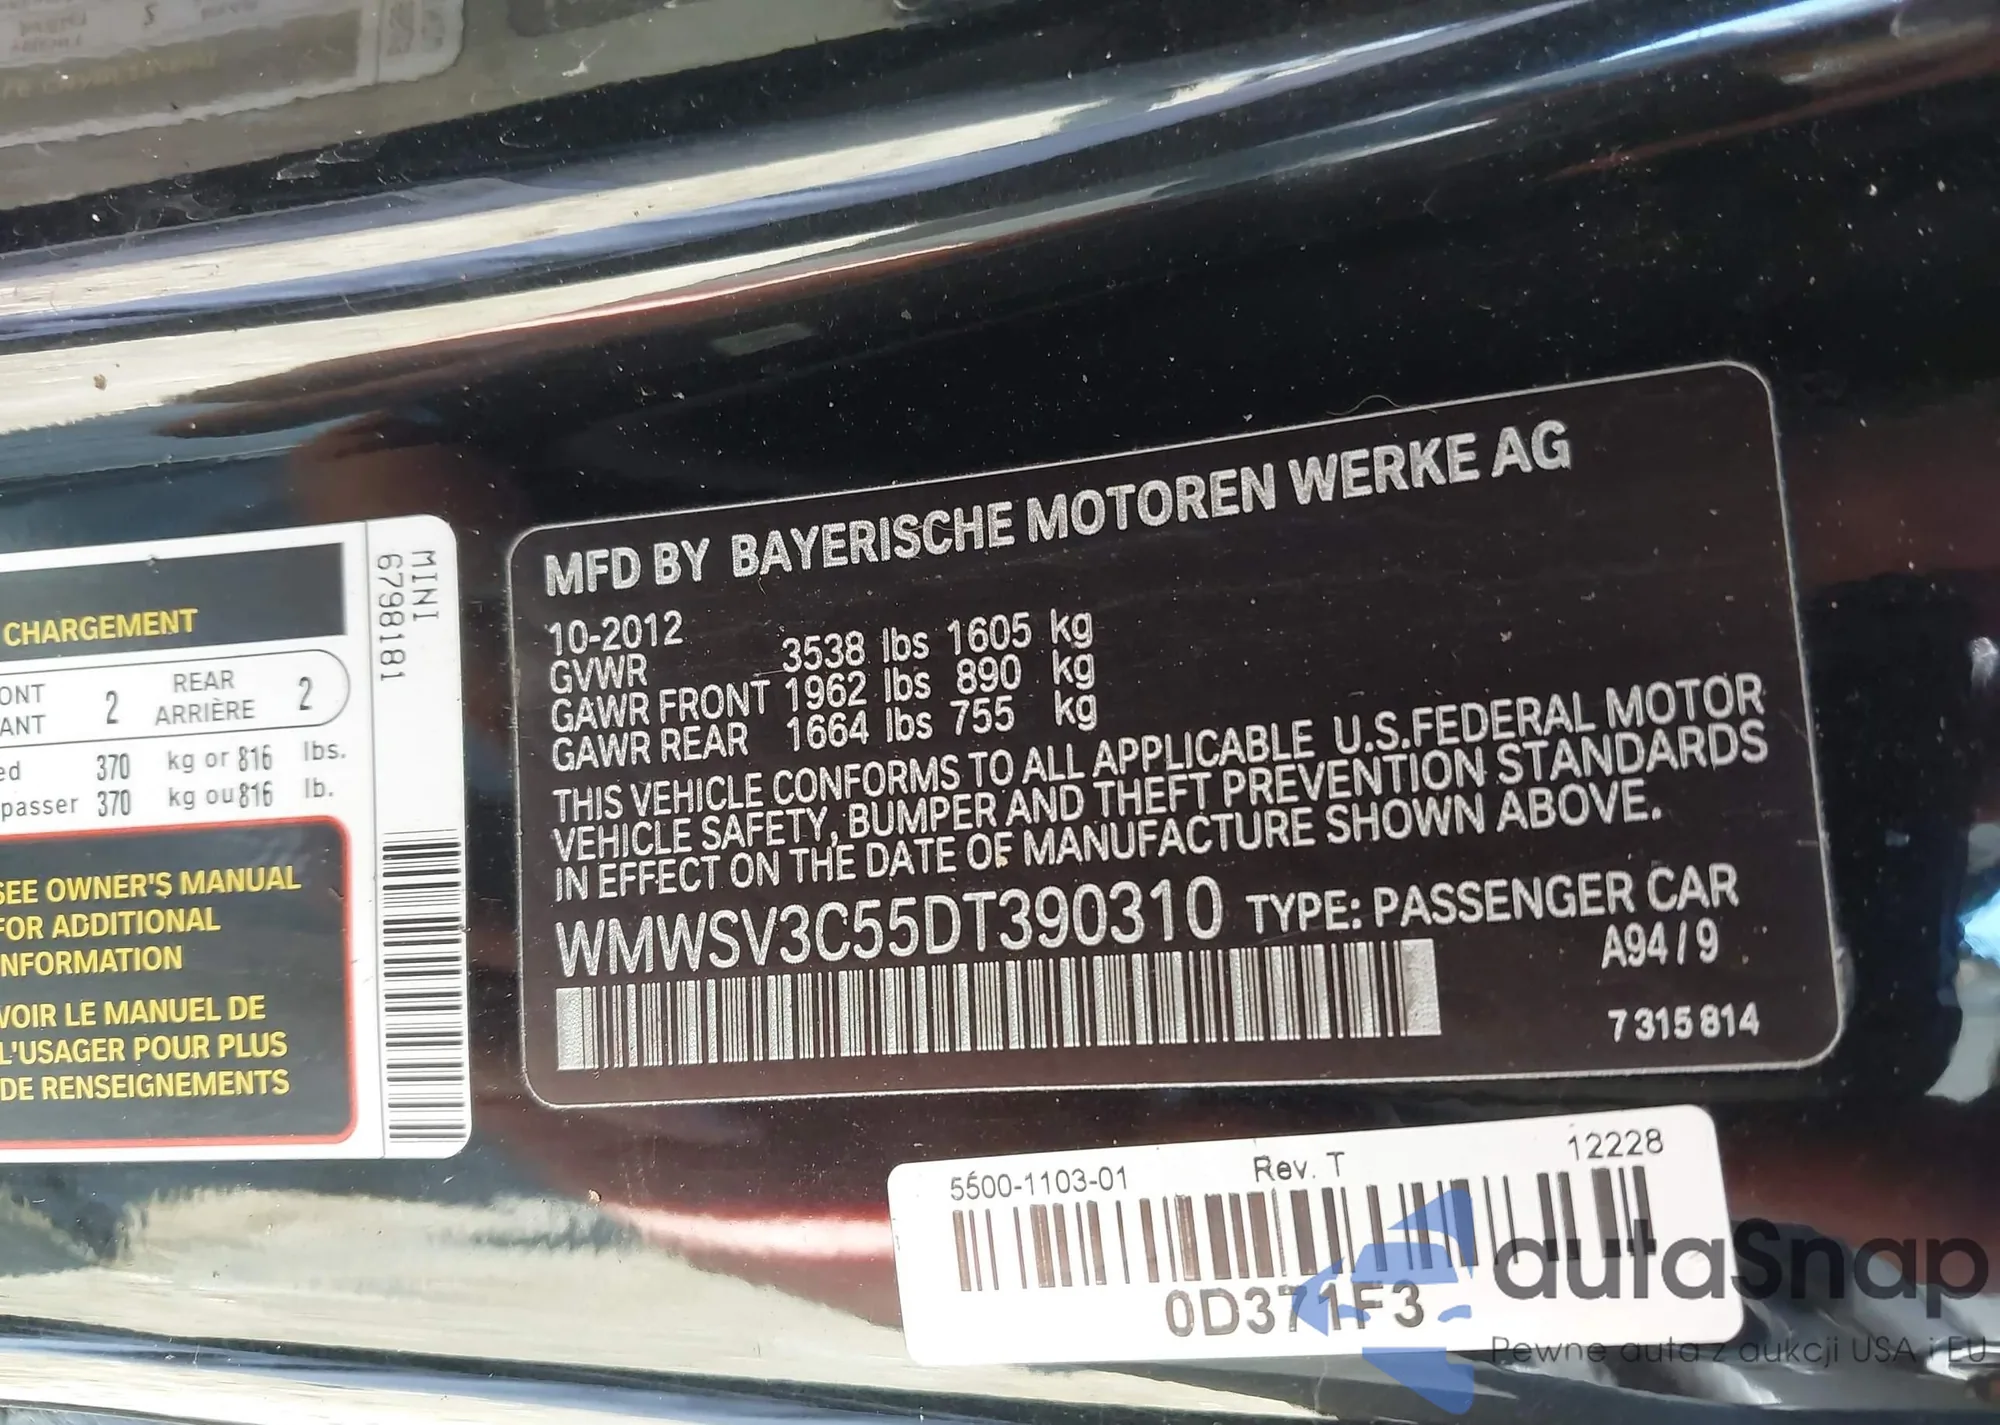 CHARGEMENT
ONT
ANT
2
REAR
ARRIÈRE
2
ed 370 kg or 816 lbs.
passer 370 kg ou 816 lb.
SEE OWNER'S MANUAL
FOR ADDITIONAL
INFORMATION
VOIR LE MANUEL DE
L'USAGER POUR PLUS
DE RENSEIGNEMENTS
MINI
6798181
MFD BY BAYERISCHE MOTOREN WERKE AG
10-2012
GVWR 3538 lbs 1605 kg
GAWR FRONT 1962 lbs 890 kg
GAWR REAR 1664 lbs 755 kg
THIS VEHICLE CONFORMS TO ALL APPLICABLE U.S.FEDERAL MOTOR
VEHICLE SAFETY, BUMPER AND THEFT PREVENTION STANDARDS
IN EFFECT ON THE DATE OF MANUFACTURE SHOWN ABOVE.
WMWSV3C55DT390310 TYPE: PASSENGER CAR
A94/9
7 315 814
5500-1103-01 Rev. T 12228
0D371F3
autaSnap
Pewne auta z aukcji USA i EU